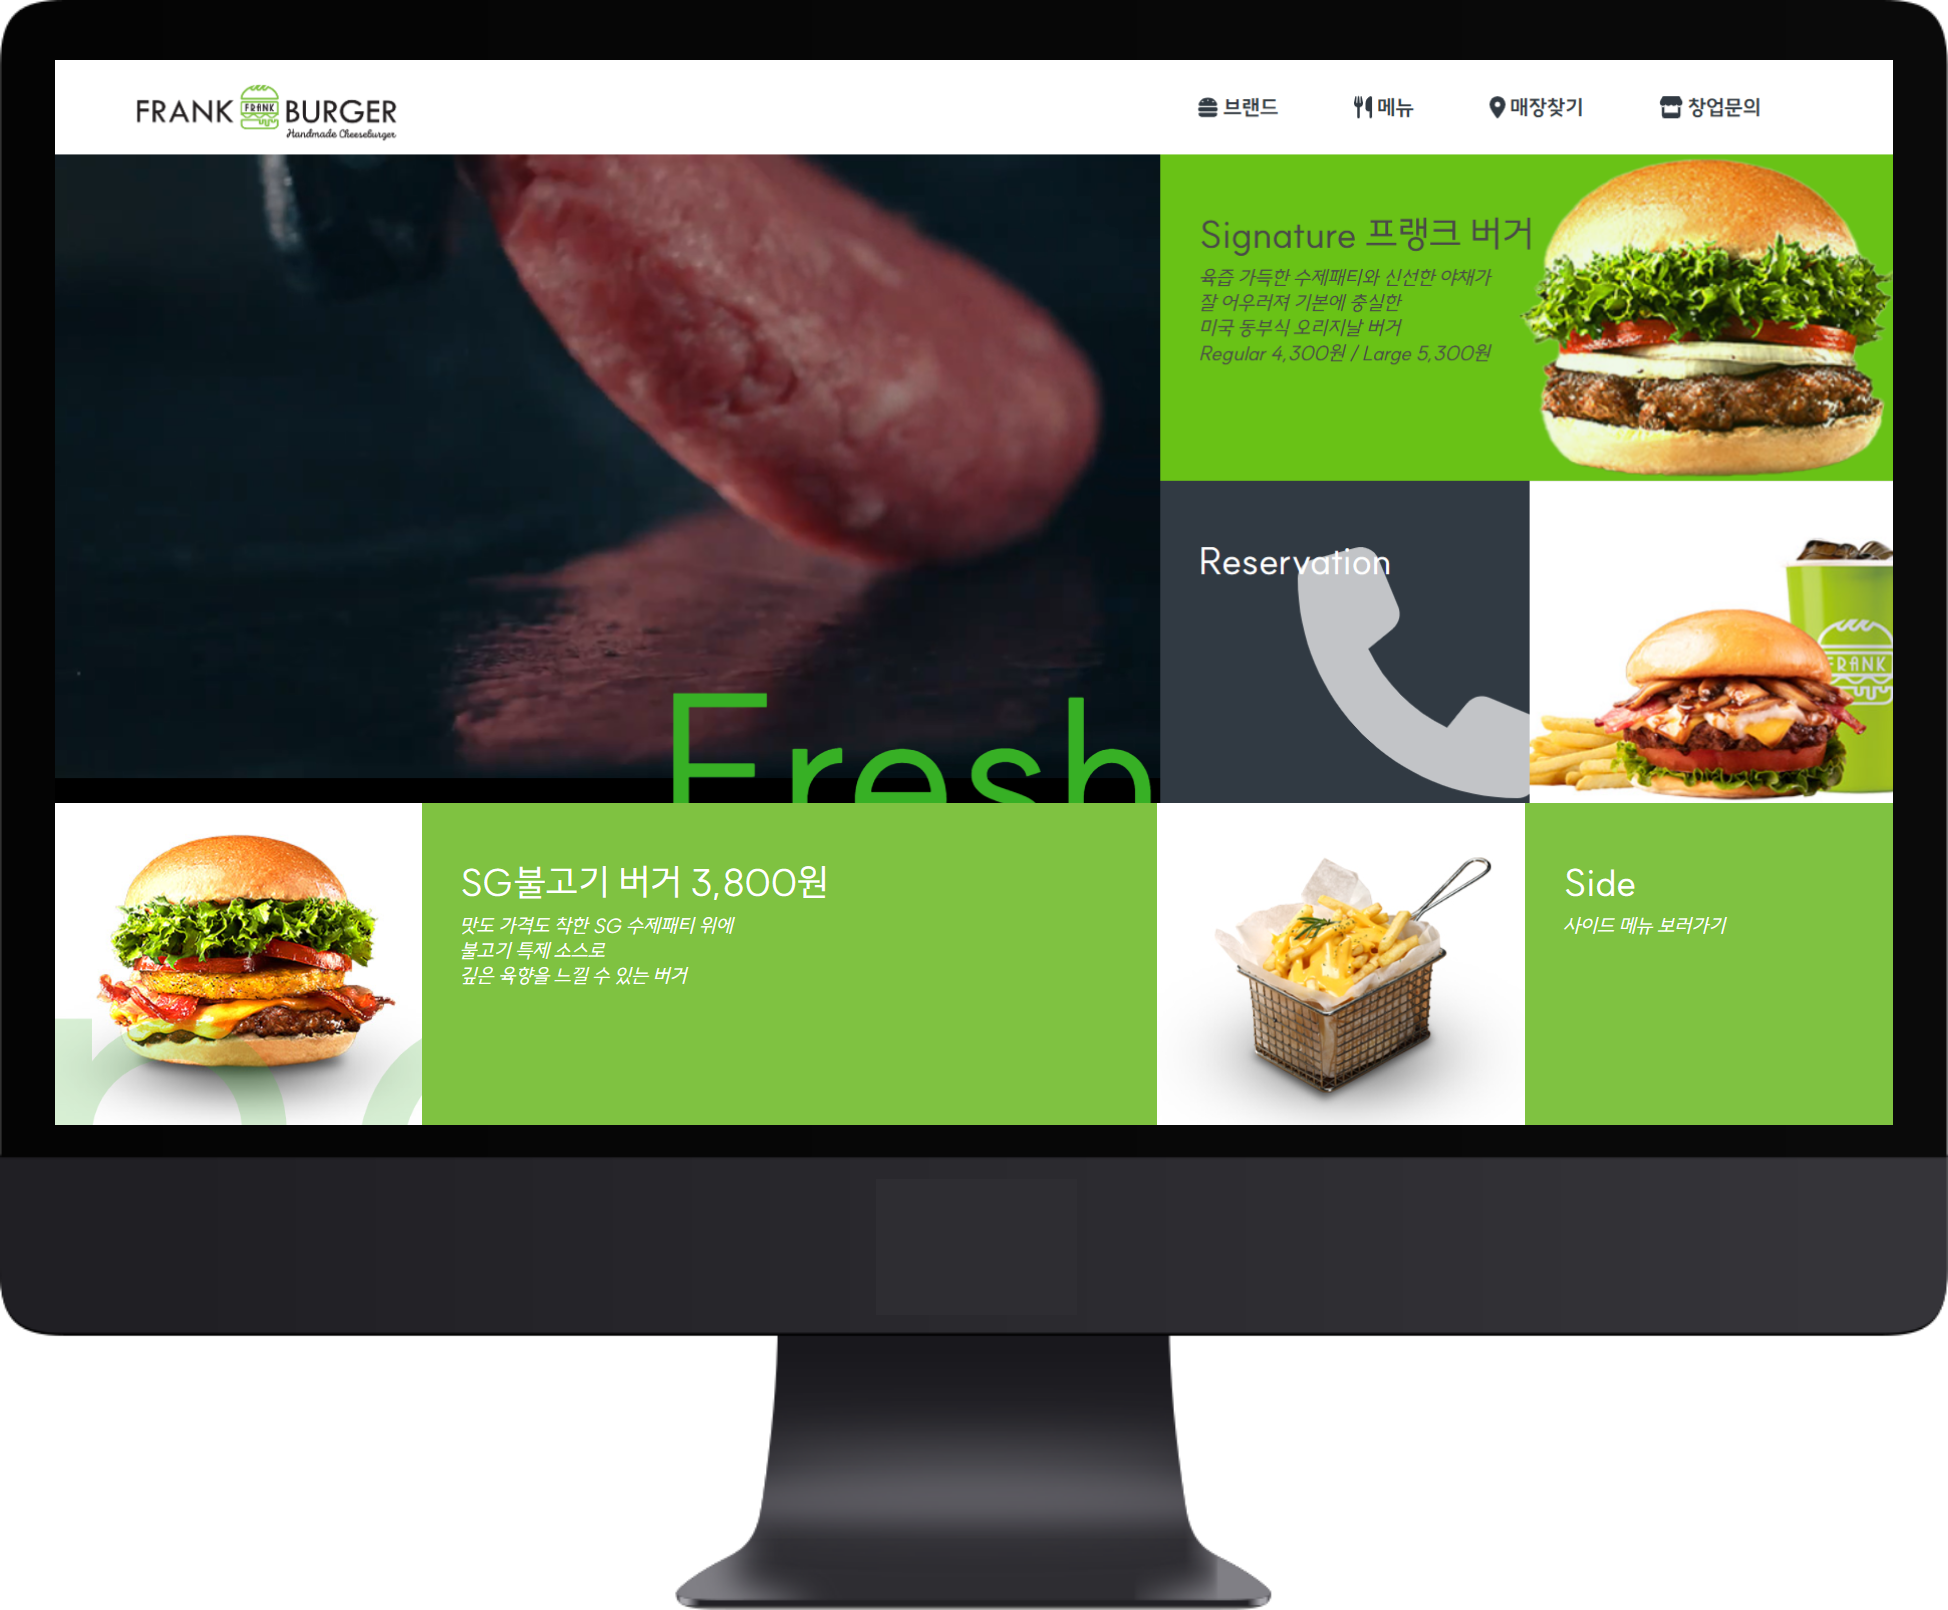 FRANK FRANK BURGER
Handmade Cheeseburger
브랜드
메뉴
매장찾기
창업문의
Signature 프랭크 버거
육즙 가득한 수제패티와 신선한 야채가
잘 어우러져 기본에 충실한
미국 동부식 오리지날 버거
Regular 4,300원 / Large 5,300원
Reservation
FRANK
Fresh
SG불고기 버거 3,800원
맛도 가격도 착한 SG 수제패티 위에
불고기 특제 소스로
깊은 육향을 느낄 수 있는 버거
Side
사이드 메뉴 보러가기